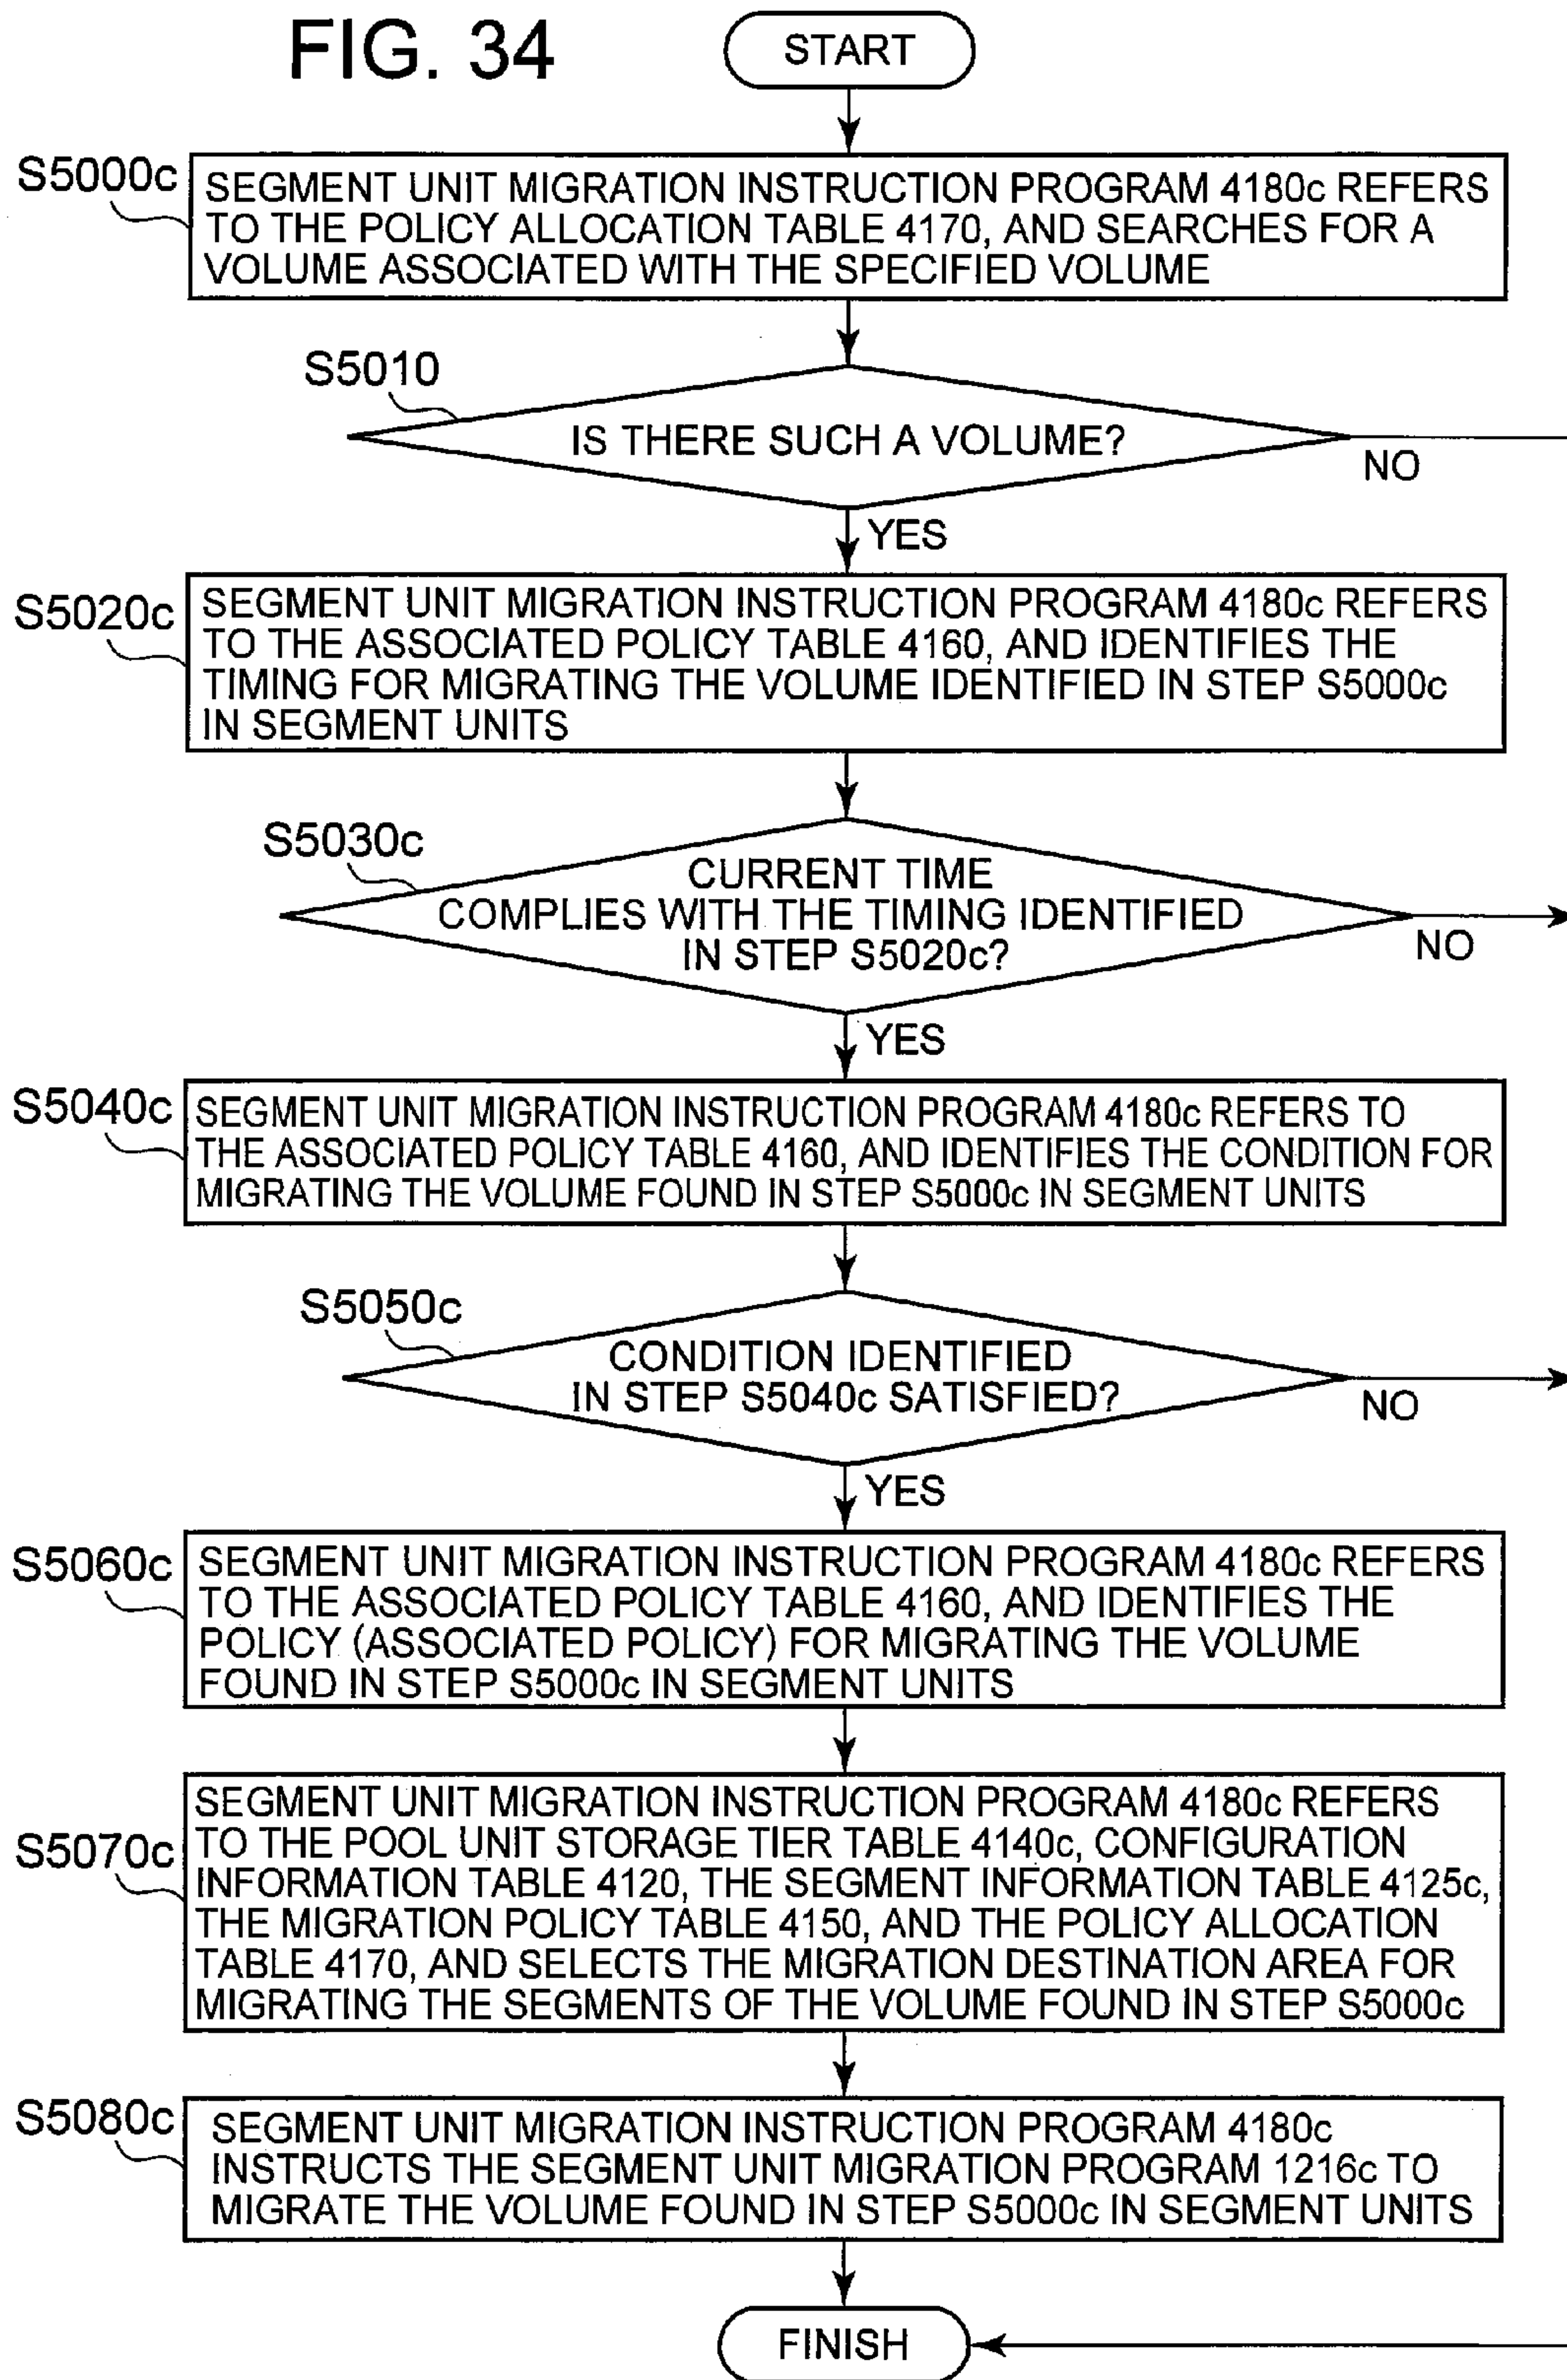 FIG. 34
START
S5000c
SEGMENT UNIT MIGRATION INSTRUCTION PROGRAM 4180c REFERS
TO THE POLICY ALLOCATION TABLE 4170, AND SEARCHES FOR A
VOLUME ASSOCIATED WITH THE SPECIFIED VOLUME
S5010
IS THERE SUCH A VOLUME?
NO
YES
S5020c
SEGMENT UNIT MIGRATION INSTRUCTION PROGRAM 4180c REFERS
TO THE ASSOCIATED POLICY TABLE 4160, AND IDENTIFIES THE
TIMING FOR MIGRATING THE VOLUME IDENTIFIED IN STEP S5000c
IN SEGMENT UNITS
S5030c
CURRENT TIME
COMPLIES WITH THE TIMING IDENTIFIED
IN STEP S5020c?
NO
YES
S5040c
SEGMENT UNIT MIGRATION INSTRUCTION PROGRAM 4180c REFERS TO
THE ASSOCIATED POLICY TABLE 4160, AND IDENTIFIES THE CONDITION FOR
MIGRATING THE VOLUME FOUND IN STEP S5000c IN SEGMENT UNITS
S5050c
CONDITION IDENTIFIED
IN STEP S5040c SATISFIED?
NO
YES
S5060c
SEGMENT UNIT MIGRATION INSTRUCTION PROGRAM 4180c REFERS
TO THE ASSOCIATED POLICY TABLE 4160, AND IDENTIFIES THE
POLICY (ASSOCIATED POLICY) FOR MIGRATING THE VOLUME
FOUND IN STEP S5000c IN SEGMENT UNITS
S5070c
SEGMENT UNIT MIGRATION INSTRUCTION PROGRAM 4180c REFERS
TO THE POOL UNIT STORAGE TIER TABLE 4140c, CONFIGURATION
INFORMATION TABLE 4120, THE SEGMENT INFORMATION TABLE 4125c,
THE MIGRATION POLICY TABLE 4150, AND THE POLICY ALLOCATION
TABLE 4170, AND SELECTS THE MIGRATION DESTINATION AREA FOR
MIGRATING THE SEGMENTS OF THE VOLUME FOUND IN STEP S5000c
S5080c
SEGMENT UNIT MIGRATION INSTRUCTION PROGRAM 4180c
INSTRUCTS THE SEGMENT UNIT MIGRATION PROGRAM 1216c TO
MIGRATE THE VOLUME FOUND IN STEP S5000c IN SEGMENT UNITS
FINISH